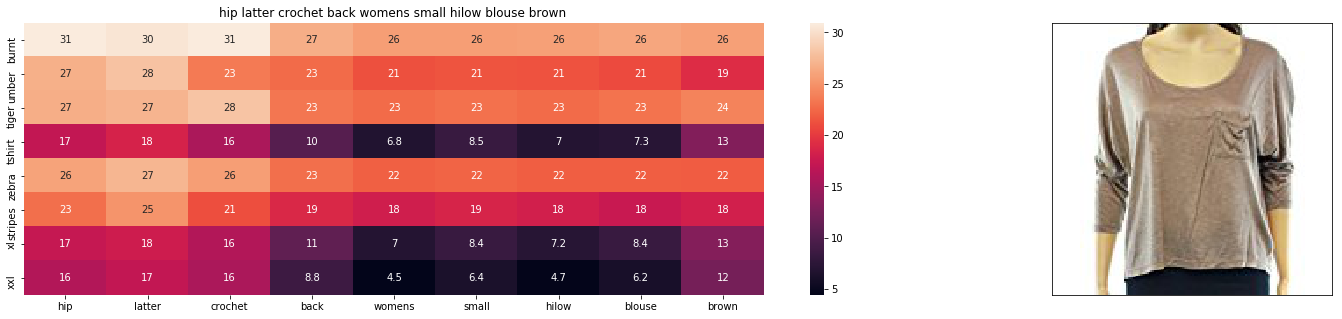 hip latter crochet back womens small hilow blouse brown
burnt 31 30 31 27 26 26 26 26 26
umber 27 28 23 23 21 21 21 21 19
tiger 27 27 28 23 23 23 23 23 24
tshirt 17 18 16 10 6.8 8.5 7 7.3 13
zebra 26 27 26 23 22 22 22 22 22
stripes 23 25 21 19 18 19 18 18 18
xl 17 18 16 11 7 8.4 7.2 8.4 13
xxl 16 17 16 8.8 4.5 6.4 4.7 6.2 12
hip latter crochet back womens small hilow blouse brown
30
25
20
15
10
5